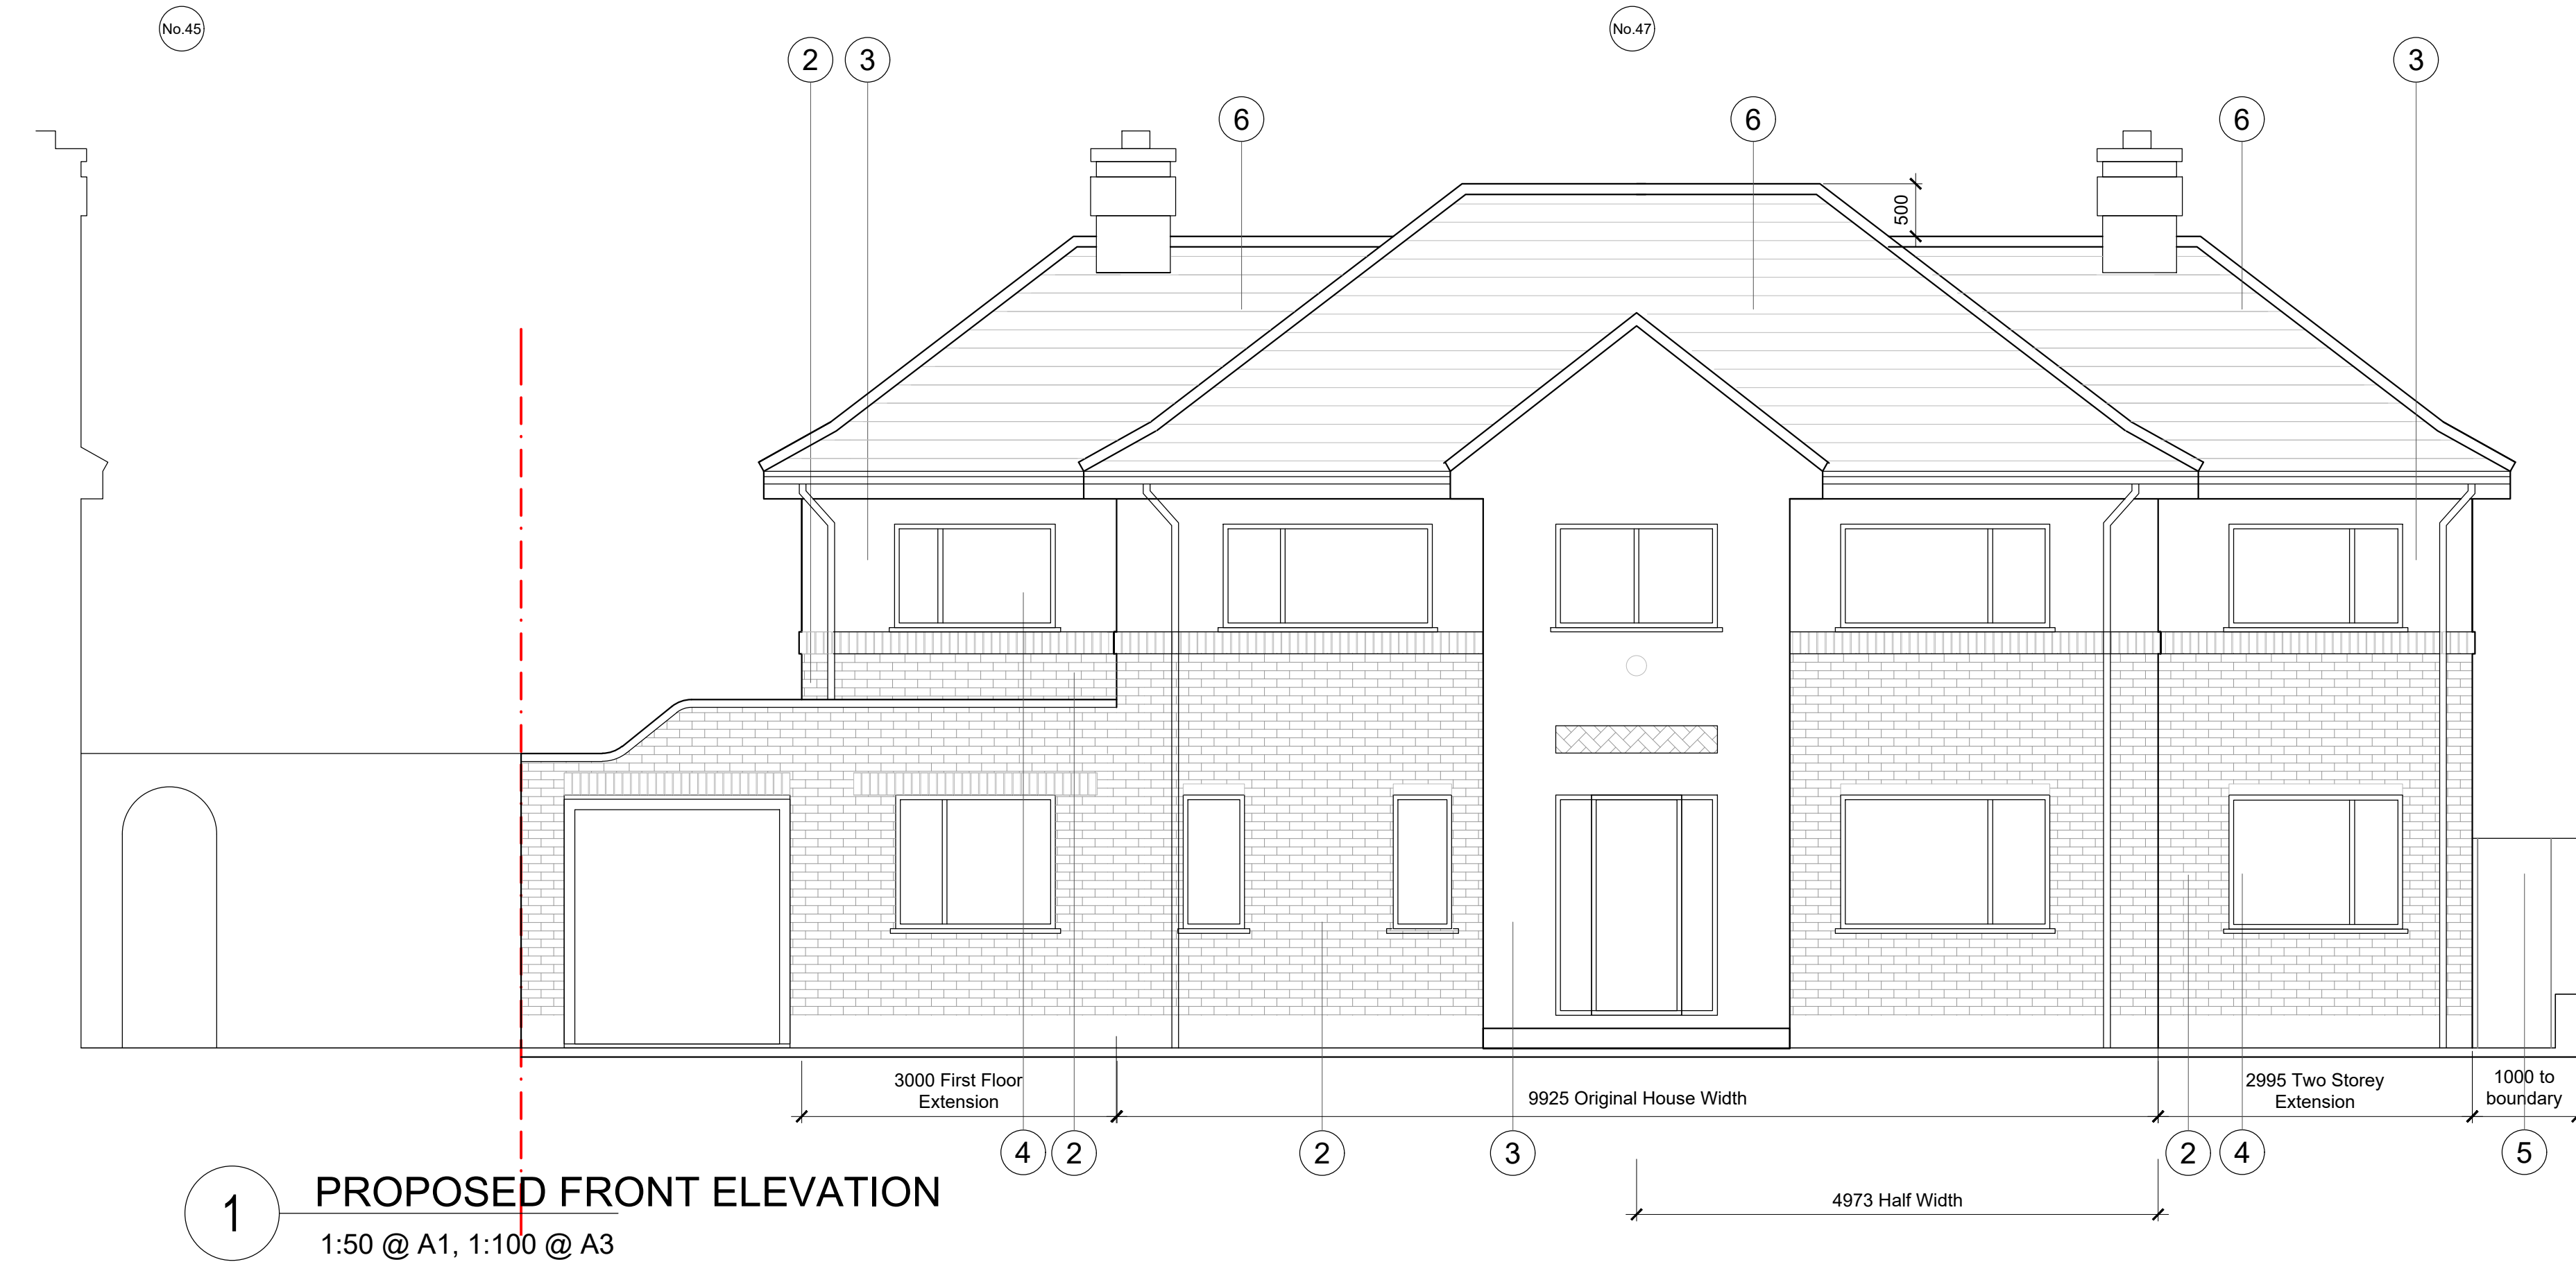 No.45
No.47
2
3
3
6
6
6
500
3000 First Floor
Extension
9925 Original House Width
2995 Two Storey
Extension
1000 to
boundary
4
2
2
3
2
4
5
4973 Half Width
1
PROPOSED FRONT ELEVATION
1:50 @ A1, 1:100 @ A3